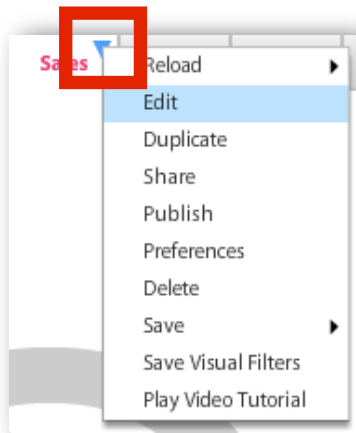 Sales
Reload
Edit
Duplicate
Share
Publish
Preferences
Delete
Save
Save Visual Filters
Play Video Tutorial